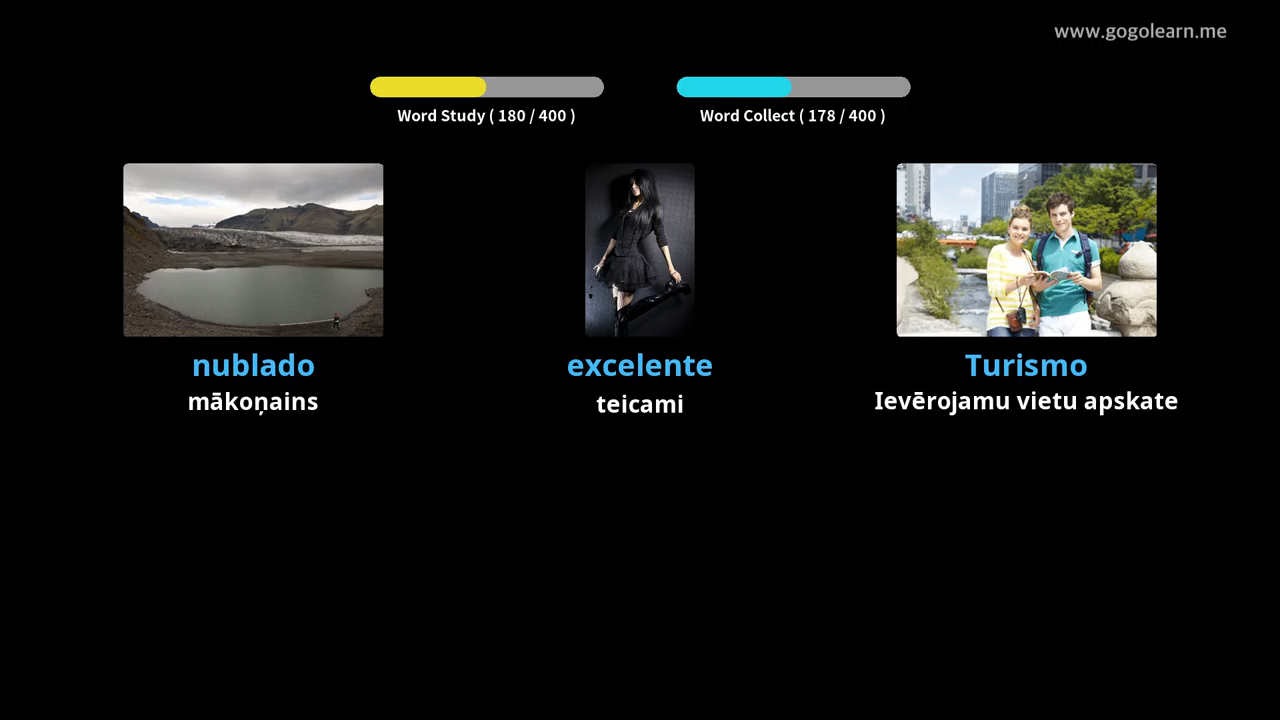 www.gogolearn.me
Word Study ( 180 / 400 )
Word Collect ( 178 / 400 )
nublado
mākoņains
excelente
teicami
Turismo
Ievērojamu vietu apskate